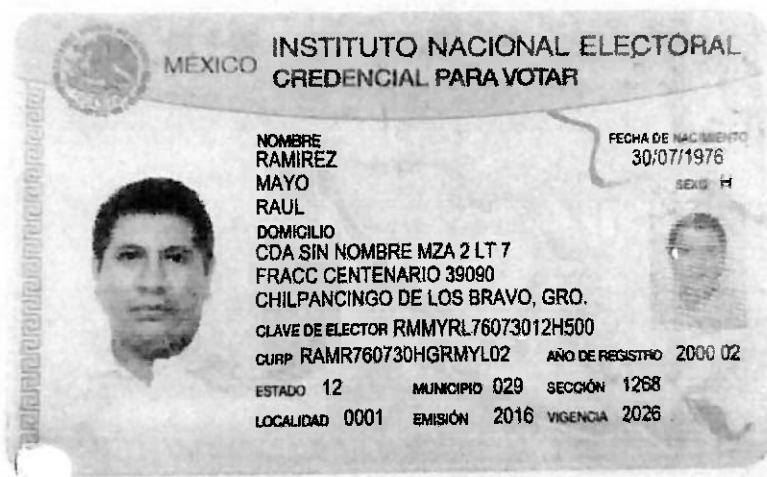 MÉXICO
INSTITUTO NACIONAL ELECTORAL
CREDENCIAL PARA VOTAR
NOMBRE
RAMIREZ
MAYO
RAUL
FECHA DE NACIMIENTO
30/07/1976
SEXO H
DOMICILIO
CDA SIN NOMBRE MZA 2 LT 7
FRACC CENTENARIO 39090
CHILPANCINGO DE LOS BRAVO, GRO.
CLAVE DE ELECTOR RMMYRL76073012H500
CURP RAMR760730HGRMYL02 AÑO DE REGISTRO 2000 02
ESTADO 12 MUNICIPIO 029 SECCIÓN 1268
LOCALIDAD 0001 EMISIÓN 2016 VIGENCIA 2026